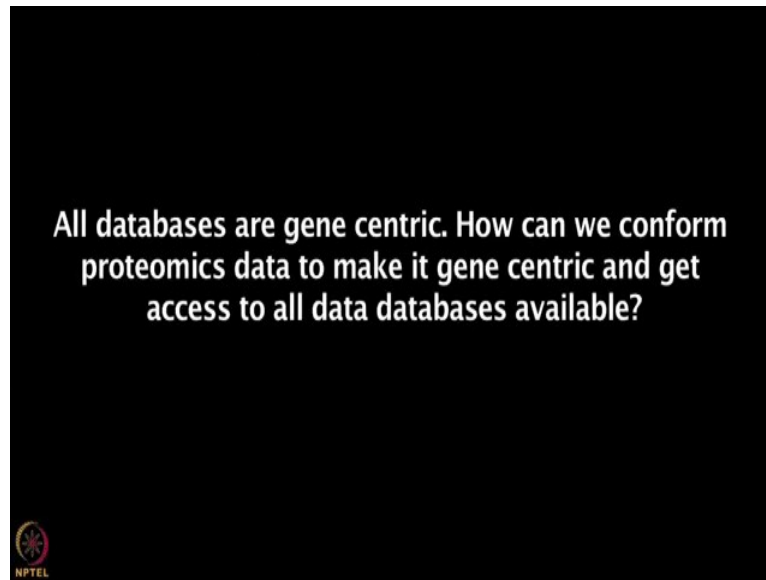 All databases are gene centric. How can we conform
proteomics data to make it gene centric and get
access to all data databases available?
NPTEL